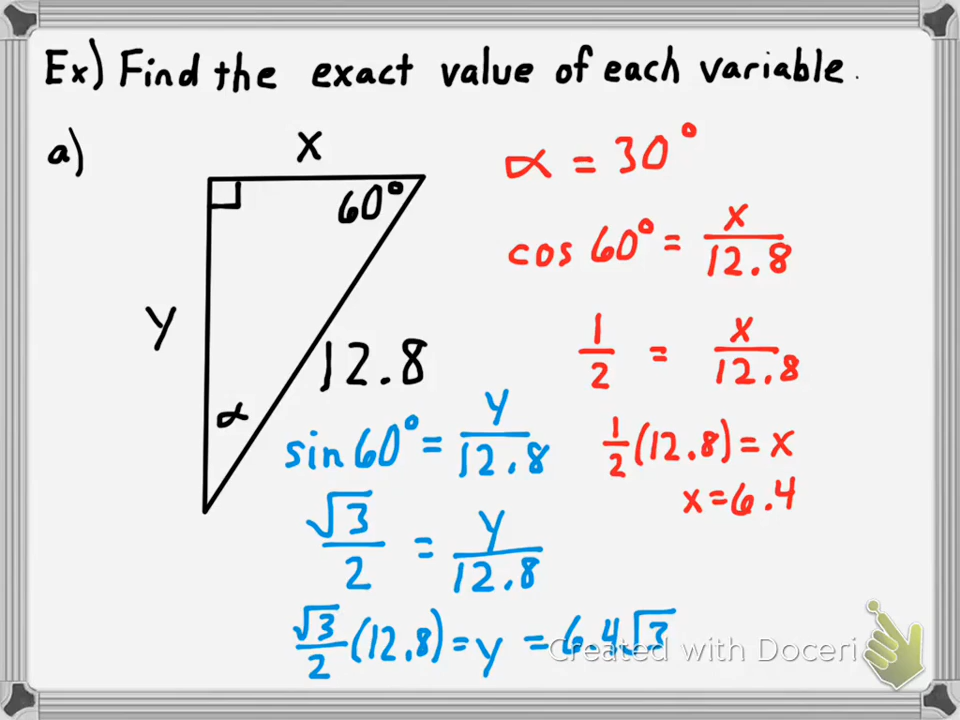 Ex) Find the exact value of each variable.
a)
x
60°
y
12.8
α
α = 30°
cos 60° = x/12.8
1/2 = x/12.8
1/2 (12.8) = x
x = 6.4
sin 60° = y/12.8
√3/2 = y/12.8
√3/2 (12.8) = y = 6.4√3
Created with Doceri